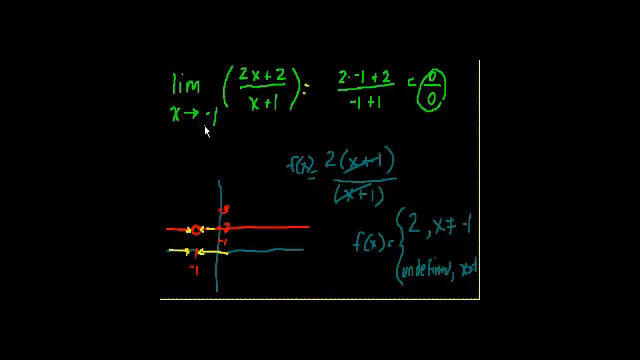 lim (2x+2 / x+1) = 2·-1+2 / -1+1 = 0/0
x→-1
f(x) = 2(x+1) / (x+1)
f(x) = { 2, x≠-1
undefined, x=-1
3
2
1
-1